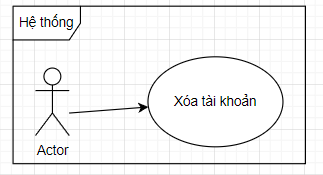 Hệ thống
Xóa tài khoản
Actor